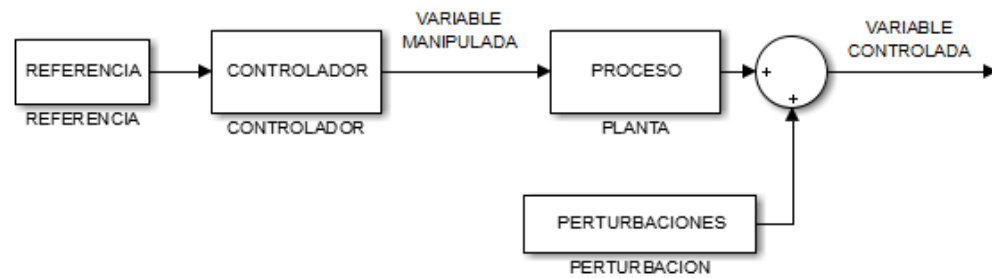 VARIABLE
MANIPULADA
VARIABLE
CONTROLADA
REFERENCIA
CONTROLADOR
PROCESO
+
+
REFERENCIA
CONTROLADOR
PLANTA
PERTURBACIONES
PERTURBACION